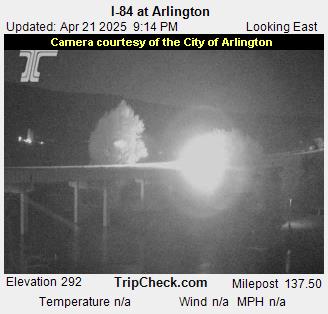 I-84 at Arlington
Updated: Apr 21 2025 9:14 PM Looking East
Camera courtesy of the City of Arlington
Elevation 292 TripCheck.com Milepost 137.50
Temperature n/a Wind n/a MPH n/a